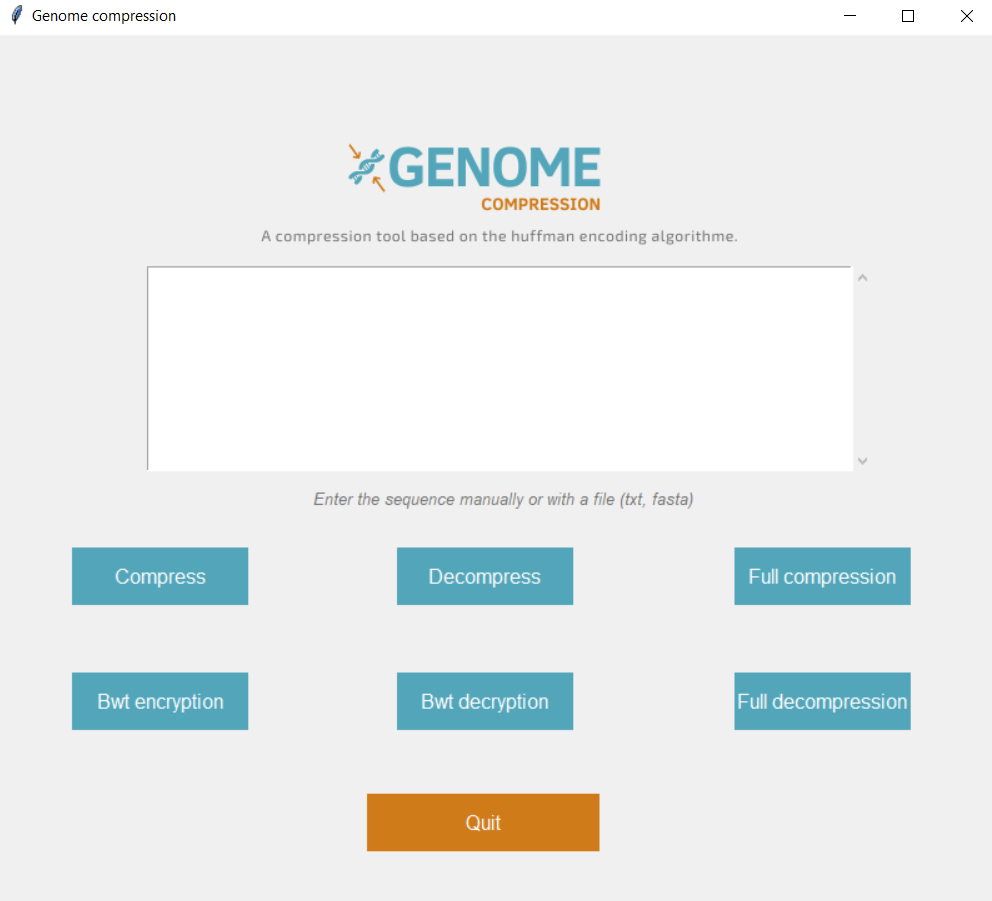 Genome compression
GENOME
COMPRESSION
A compression tool based on the huffman encoding algorithme.
Enter the sequence manually or with a file (txt, fasta)
Compress Decompress Full compression
Bwt encryption Bwt decryption Full decompression
Quit